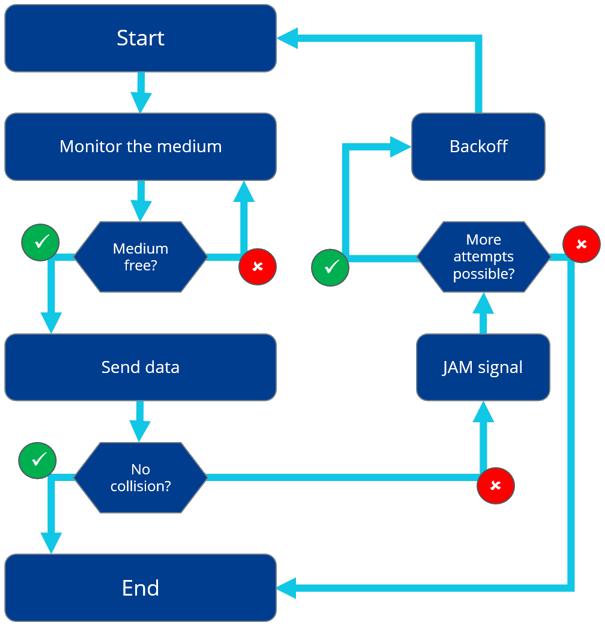 Start
Monitor the medium
Backoff
Medium
free?
More
attempts
possible?
Send data
JAM signal
No
collision?
End